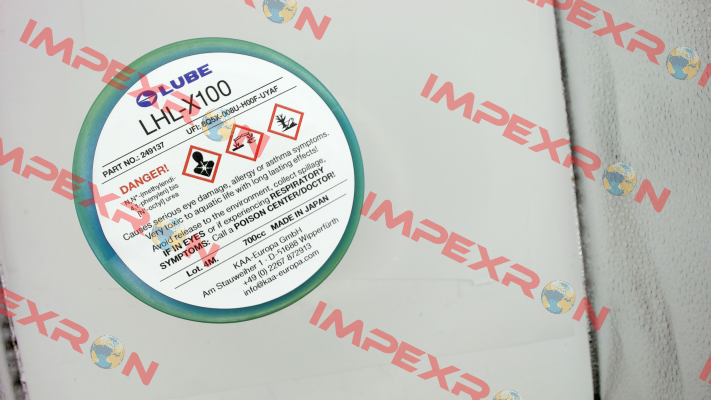 LUBE
LHL-X100
PART NO.: 249137
UFI: 8Q5X-008U-H00F-UYAF
DANGER!
N,N''-(methylendi-
4,1-phenylen) bis
[N'-octyl] urea
Causes serious eye damage, allergy or asthma symptoms.
Very toxic to aquatic life with long lasting effects!
Avoid release to the environment, collect spillage,
IF IN EYES or if experiencing RESPIRATORY
SYMPTOMS: Call a POISON CENTER/DOCTOR!
Lot. 4M. 700cc MADE IN JAPAN
KAA-Europa GmbH
Am Stauweiher 1 - D-51688 Wipperfürth
+49 (0) 2267 872913
info@kaa-europa.com
IMPEXRON
IMPEXRON
IMPEXRON
IMPEXRON
IMPEXRON